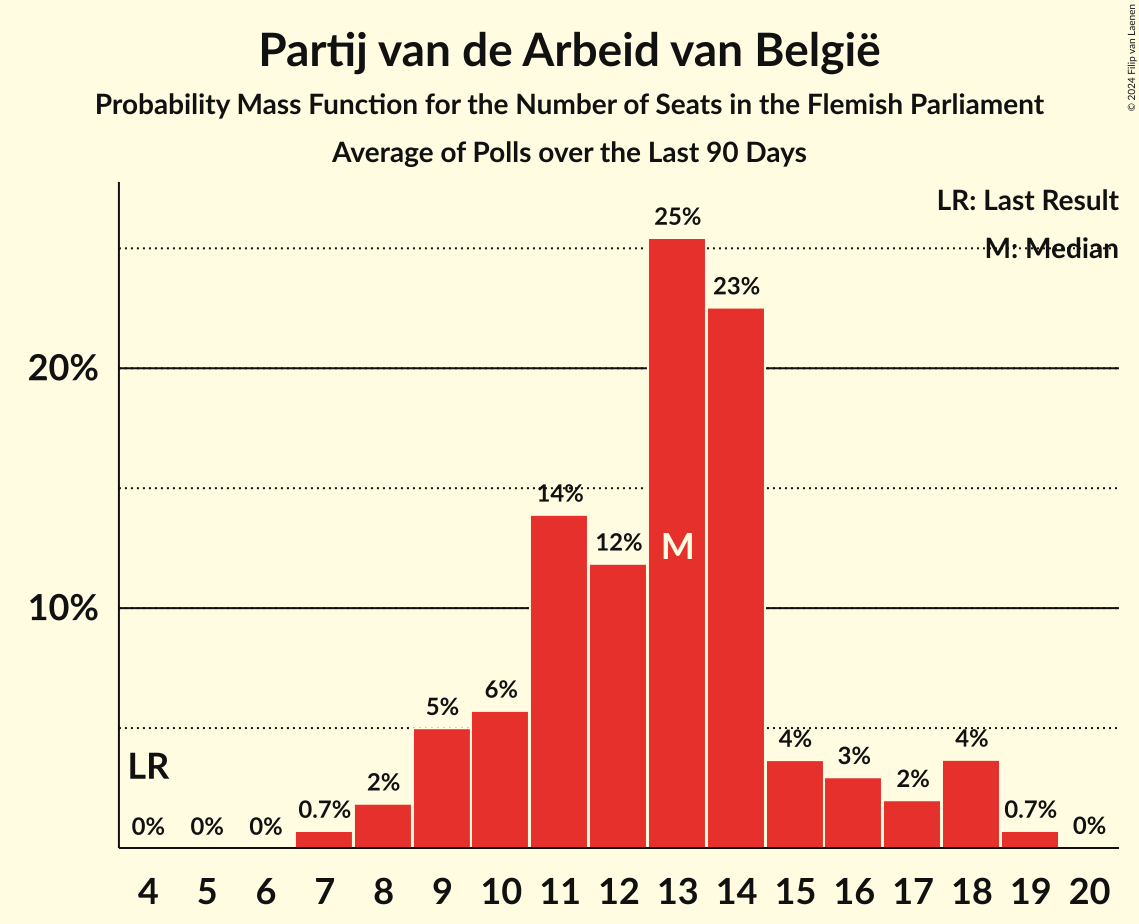 Partij van de Arbeid van België
Probability Mass Function for the Number of Seats in the Flemish Parliament
Average of Polls over the Last 90 Days
© 2024 Filip van Laenen
LR: Last Result
M: Median
25%
23%
20%
14%
12%
M
10%
6%
5%
4%
4%
3%
LR
2%
2%
0.7%
0.7%
0%
0%
0%
0%
4 5 6 7 8 9 10 11 12 13 14 15 16 17 18 19 20